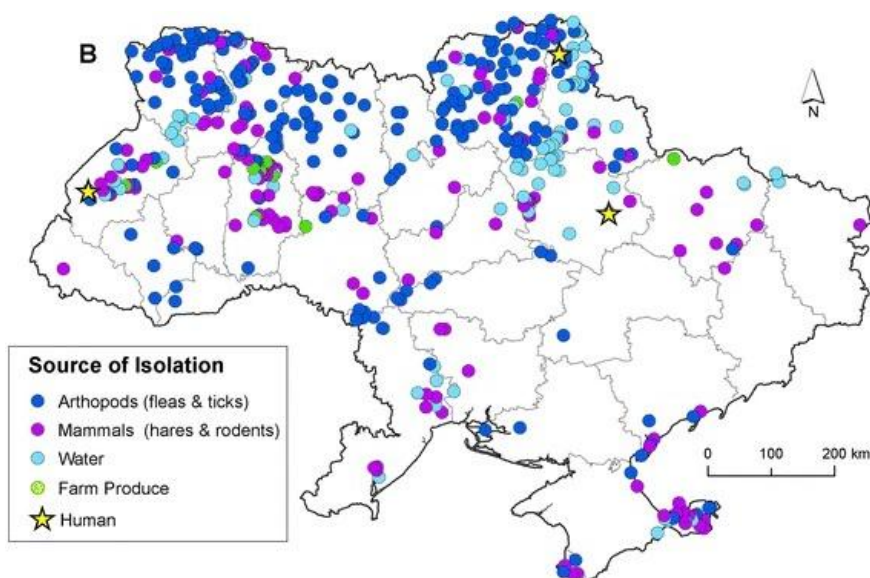 B
N
Source of Isolation
Arthopods (fleas & ticks)
Mammals (hares & rodents)
Water
Farm Produce
Human
0 100 200 km